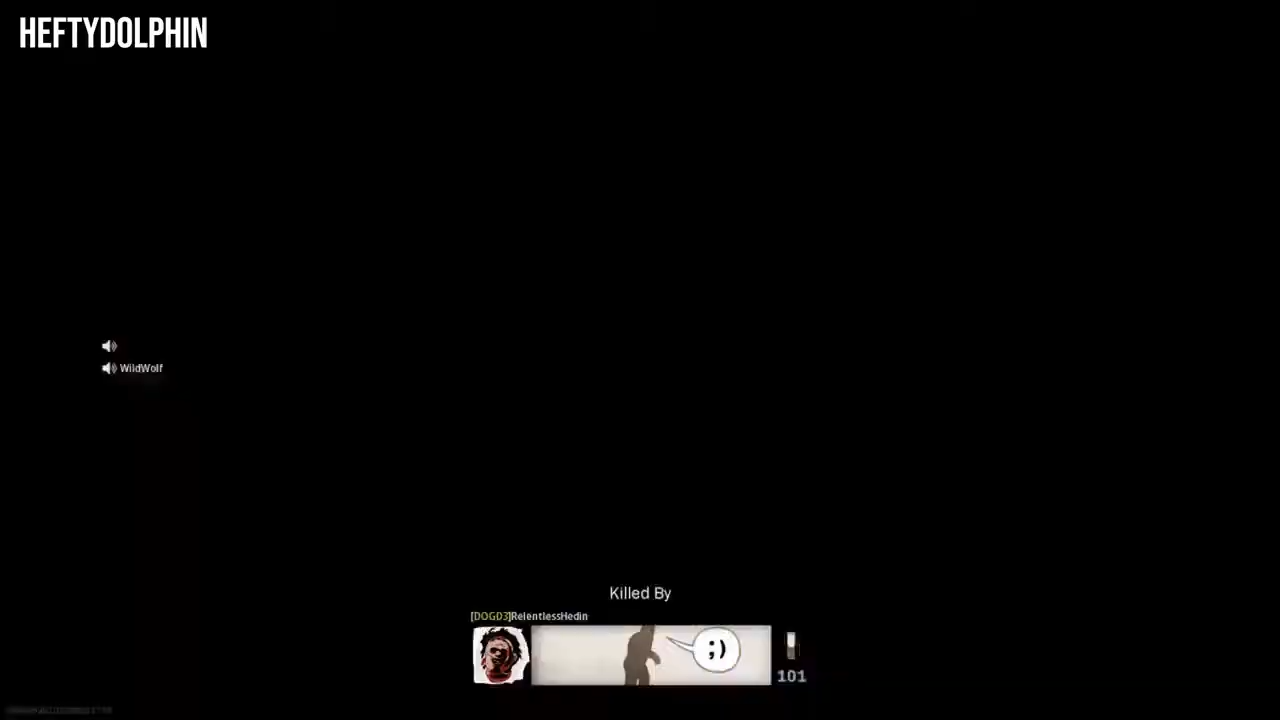 HEFTYDOLPHIN
WildWolf
Killed By
[DOGD3]RelentlessHedin
;)
101